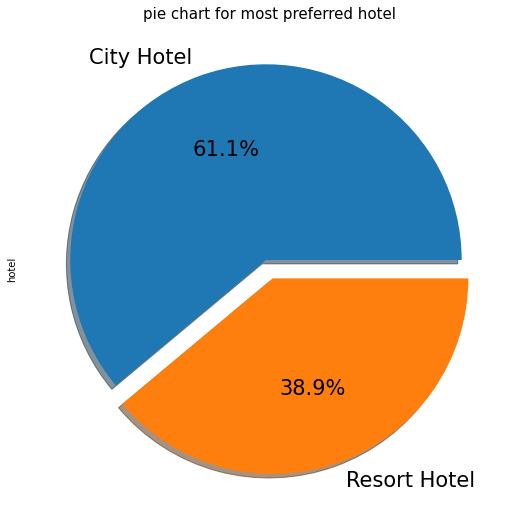 pie chart for most preferred hotel
City Hotel
61.1%
hotel
38.9%
Resort Hotel